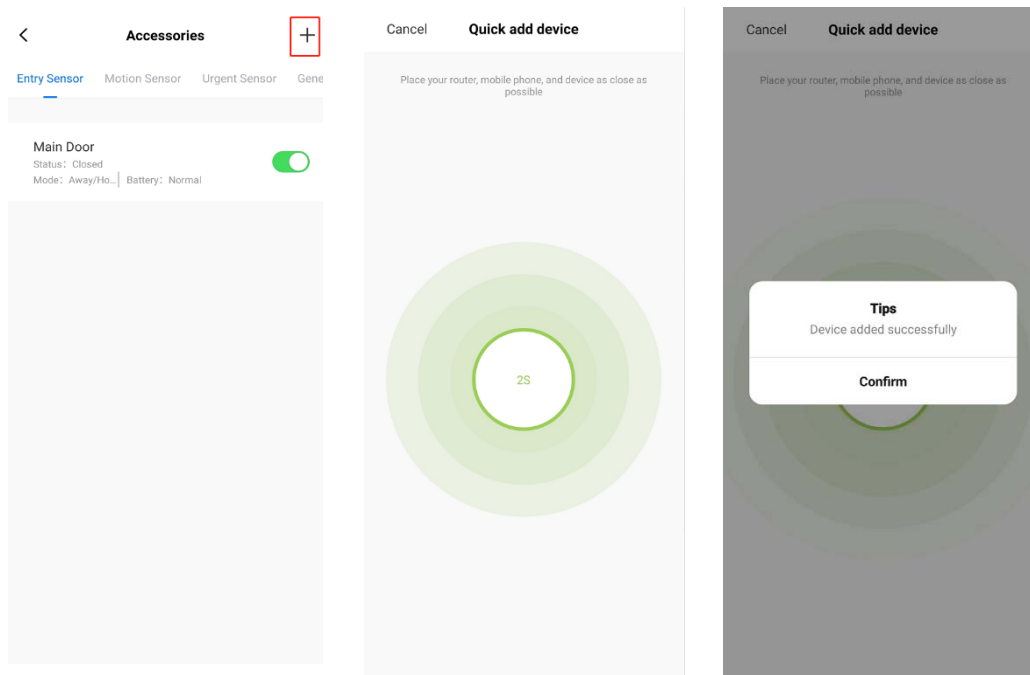 Accessories
Entry Sensor Motion Sensor Urgent Sensor Gene
Main Door
Status: Closed
Mode: Away/Ho... Battery: Normal
Cancel Quick add device
Place your router, mobile phone, and device as close as
possible
2S
Cancel Quick add device
Place your router, mobile phone, and device as close as
possible
Tips
Device added successfully
Confirm